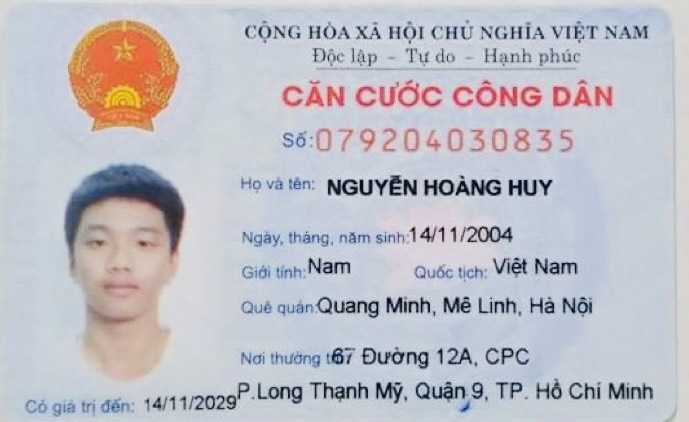 CỘNG HÒA XÃ HỘI CHỦ NGHĨA VIỆT NAM
Độc lập - Tự do - Hạnh phúc
CĂN CƯỚC CÔNG DÂN
Số: 079204030835
Họ và tên: NGUYỄN HOÀNG HUY
Ngày, tháng, năm sinh: 14/11/2004
Giới tính: Nam Quốc tịch: Việt Nam
Quê quán: Quang Minh, Mê Linh, Hà Nội
Nơi thường 67 Đường 12A, CPC
P.Long Thạnh Mỹ, Quận 9, TP. Hồ Chí Minh
Có giá trị đến: 14/11/2029